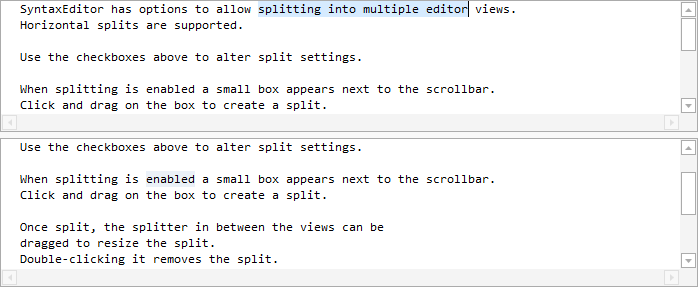 SyntaxEditor has options to allow splitting into multiple editor views.
Horizontal splits are supported.
Use the checkboxes above to alter split settings.
When splitting is enabled a small box appears next to the scrollbar.
Click and drag on the box to create a split.
Use the checkboxes above to alter split settings.
When splitting is enabled a small box appears next to the scrollbar.
Click and drag on the box to create a split.
Once split, the splitter in between the views can be
dragged to resize the split.
Double-clicking it removes the split.